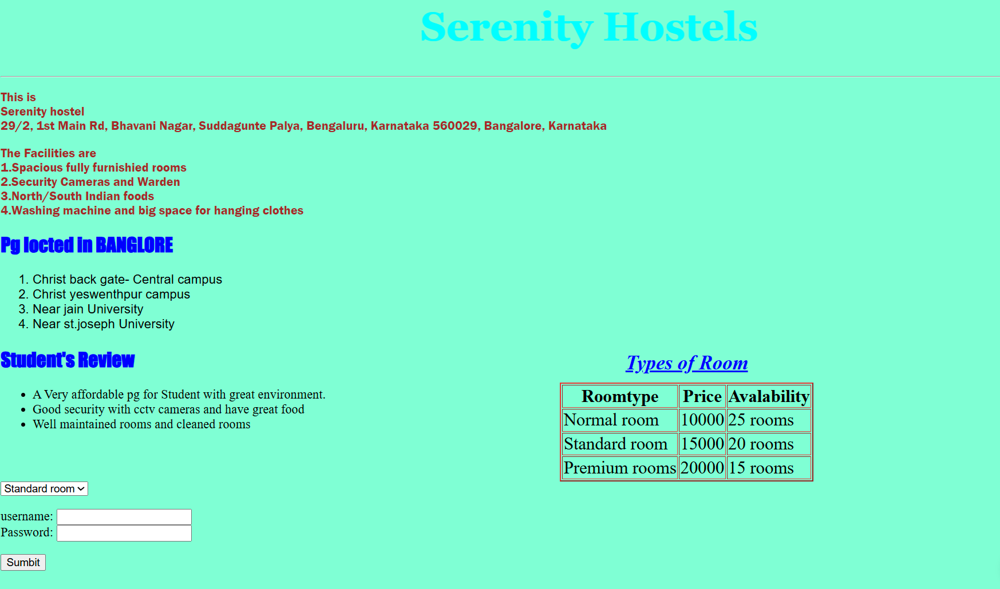 Serenity Hostels
This is
Serenity hostel
29/2, 1st Main Rd, Bhavani Nagar, Suddagunte Palya, Bengaluru, Karnataka 560029, Bangalore, Karnataka
The Facilities are
1.Spacious fully furnishied rooms
2.Security Cameras and Warden
3.North/South Indian foods
4.Washing machine and big space for hanging clothes
Pg locted in BANGLORE
1. Christ back gate- Central campus
2. Christ yeswenthpur campus
3. Near jain University
4. Near st.joseph University
Student's Review
• A Very affordable pg for Student with great environment.
• Good security with cctv cameras and have great food
• Well maintained rooms and cleaned rooms
Types of Room
Roomtype Price Avalability
Normal room 10000 25 rooms
Standard room 15000 20 rooms
Premium rooms 20000 15 rooms
Standard room
username:
Password:
Sumbit